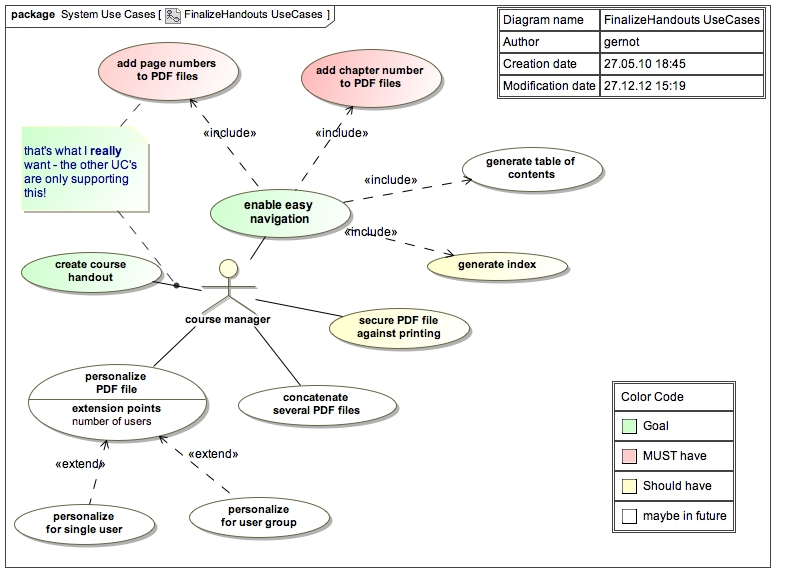 package System Use Cases [ FinalizeHandouts UseCases ]
Diagram name FinalizeHandouts UseCases
Author gernot
Creation date 27.05.10 18:45
Modification date 27.12.12 15:19
add page numbers
to PDF files
add chapter number
to PDF files
«include»
«include»
that's what I really
want - the other UC's
are only supporting
this!
generate table of
contents
«include»
enable easy
navigation
«include»
create course
handout
generate index
course manager
secure PDF file
against printing
personalize
PDF file
extension points
number of users
concatenate
several PDF files
«extend»
«extend»
personalize
for single user
personalize
for user group
Color Code
Goal
MUST have
Should have
maybe in future